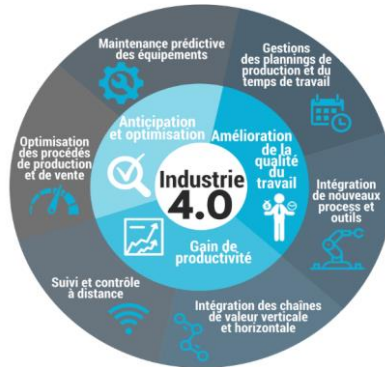 Maintenance prédictive
des équipements
Gestions
des plannings de
production et du
temps de travail
Anticipation
et optimisation
Amélioration
de la
qualité
du
travail
Optimisation
des procédés
de production
et de vente
Industrie
4.0
Intégration
de nouveaux
process et
outils
Gain de
productivité
Suivi et contrôle
à distance
Intégration des chaînes
de valeur verticale
et horizontale